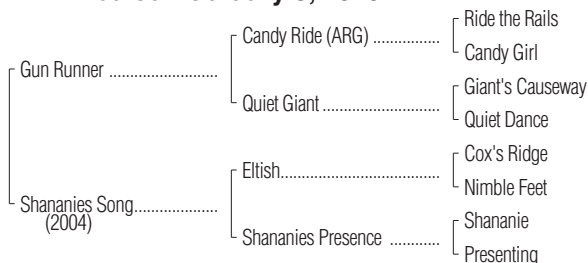 Ride the Rails
Candy Ride (ARG) ...............
Candy Girl
Gun Runner ........................
Giant's Causeway
Quiet Giant..........................
Quiet Dance
Cox's Ridge
Eltish....................................
Nimble Feet
Shananies Song...................
(2004)
Shananie
Shananies Presence ...........
Presenting